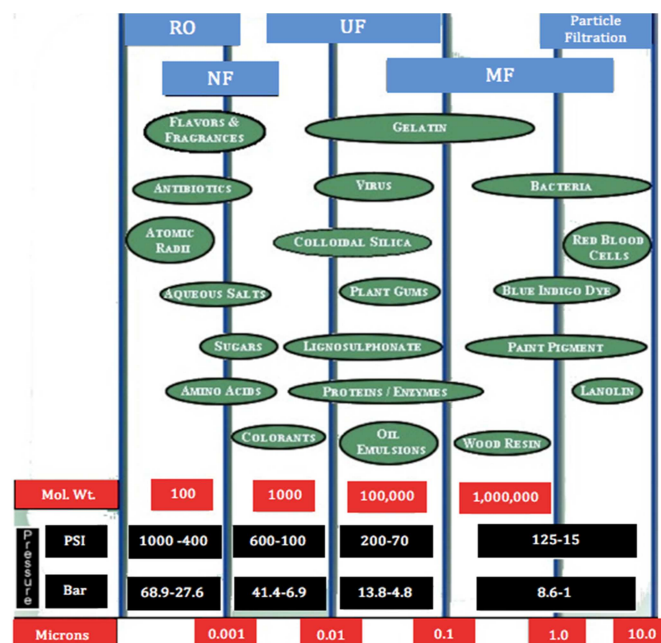 RO
UF
Particle
Filtration
NF
MF
FLAVORS &
FRAGRANCES
GELATIN
ANTIBIOTICS
VIRUS
BACTERIA
ATOMIC
RADII
COLLOIDAL SILICA
RED BLOOD
CELLS
AQUEOUS SALTS
PLANT GUMS
BLUE INDIGO DYE
SUGARS
LIGNOSULPHONATE
PAINT PIGMENT
AMINO ACIDS
PROTEINS / ENZYMES
LANOLIN
COLORANTS
OIL
EMULSIONS
WOOD RESIN
Mol. Wt.
100
1000
100,000
1,000,000
Pressure
PSI
1000 -400
600-100
200-70
125-15
Bar
68.9-27.6
41.4-6.9
13.8-4.8
8.6-1
Microns
0.001
0.01
0.1
1.0
10.0